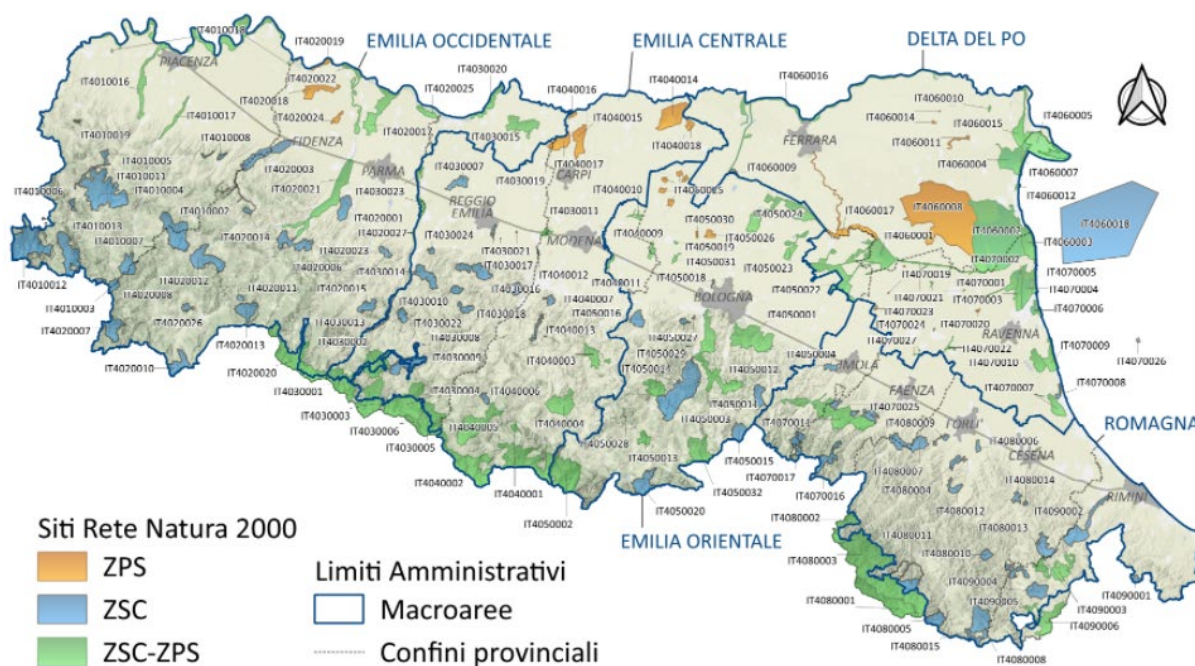 IT4010018
IT4020019
EMILIA OCCIDENTALE
EMILIA CENTRALE
DELTA DEL PO
PIACENZA
IT4030020
IT4040014
IT4060016
IT4010016
IT4020022
IT4020025
IT4040016
IT4060010
IT4020018
IT4040015
IT4060014
IT4060015
IT4060005
IT4010017
IT4020024
IT4020017
IT4030015
IT4060011
IT4010019
IT4010008
FIDENZA
IT4040017
IT4040018
FERRARA
IT4060004
IT4010005
IT4020003
PARMA
IT4030007
CARPI
IT4060009
IT4060007
IT4010011
IT4030019
IT4060012
IT4010006
IT4010004
IT4020021
IT4030023
REGGIO
EMILIA
IT4040010
IT4060008
IT4010002
IT4020001
IT4030011
IT4050024
IT4060017
IT4060018
IT4010013
IT4020014
IT4020027
IT4030024
MODENA
IT4040009
IT4050030
IT4050026
IT4060001
IT4060002
IT4060003
IT4010007
IT4020023
IT4030021
IT4050019
IT4070002
IT4010012
IT4020012
IT4020006
IT4030014
IT4030017
IT4040012
IT4050031
IT4050023
IT4070019
IT4070001
IT4070005
IT4010003
IT4020008
IT4020011
IT4020015
IT4030016
IT4040011
IT4050018
IT4050022
IT4070021
IT4070003
IT4070004
IT4020007
IT4020026
IT4030010
IT4040007
BOLOGNA
IT4070023
IT4070006
IT4030013
IT4030022
IT4030018
IT4050016
IT4050001
IT4070024
IT4070020
RAVENNA
IT4020013
IT4030002
IT4030008
IT4040013
IT4050027
IT4070027
IT4070022
IT4070009
IT4020010
IT4020020
IT4030009
IT4040003
IT4050029
IT4050004
IMOLA
IT4070010
IT4070026
IT4030001
IT4030004
IT4040006
IT4050014
IT4050012
FAENZA
IT4070007
IT4070008
IT4030003
IT4040005
IT4040004
IT4050003
IT4050011
IT4070025
IT4030006
IT4070011
IT4080009
FORLI'
ROMAGNA
IT4030005
IT4050028
IT4050013
IT4050015
IT4080006
CESENA
IT4040002
IT4040001
IT4070017
IT4080007
IT4080014
IT4050002
IT4050020
IT4050032
IT4070016
IT4080004
RIMINI
EMILIA ORIENTALE
IT4080002
IT4080012
IT4090002
IT4080003
IT4080011
IT4080013
IT4080010
IT4080001
IT4090004
IT4090001
IT4080005
IT4090005
IT4090003
IT4080015
IT4080008
IT4090006
Siti Rete Natura 2000
ZPS
ZSC
ZSC-ZPS
Limiti Amministrativi
Macroaree
Confini provinciali